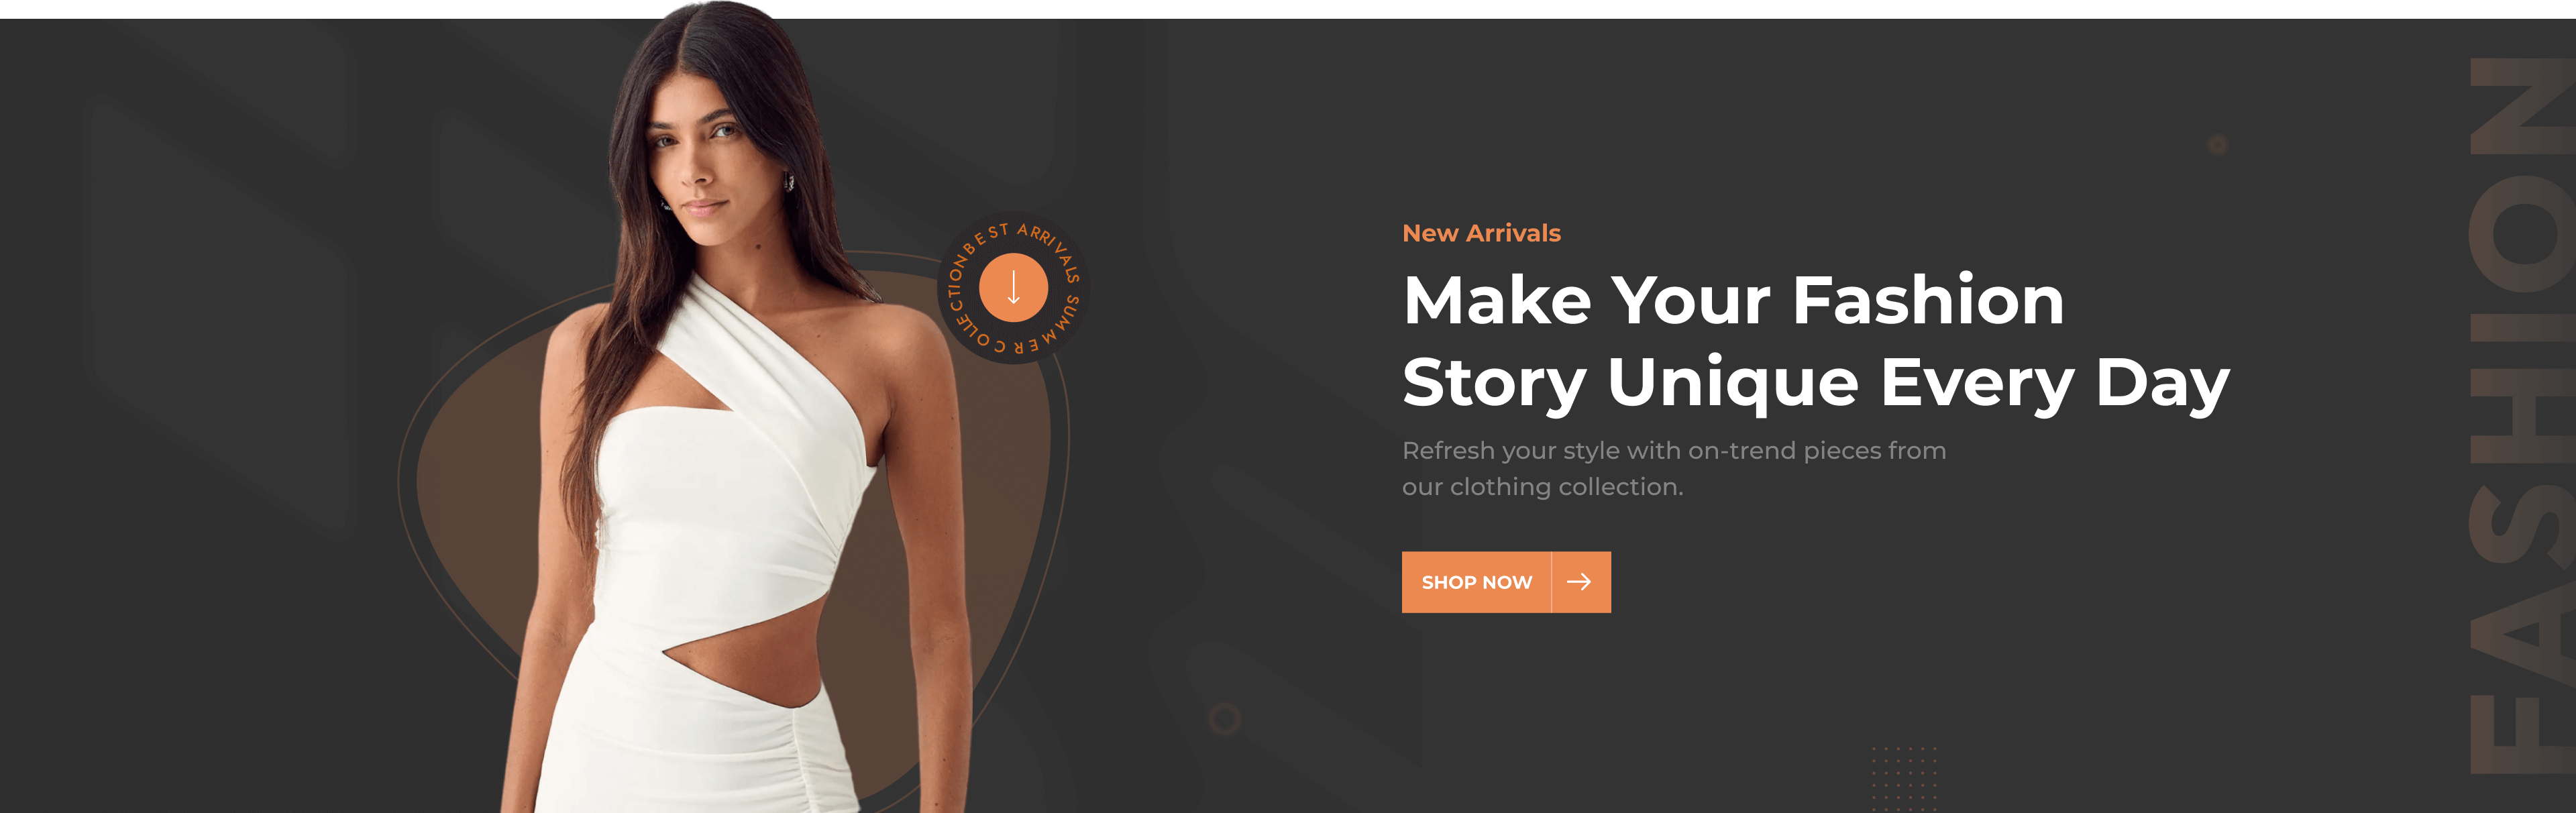 BEST ARRIVALS SUMMER COLLECTION
New Arrivals
Make Your Fashion
Story Unique Every Day
Refresh your style with on-trend pieces from
our clothing collection.
SHOP NOW
FASHION